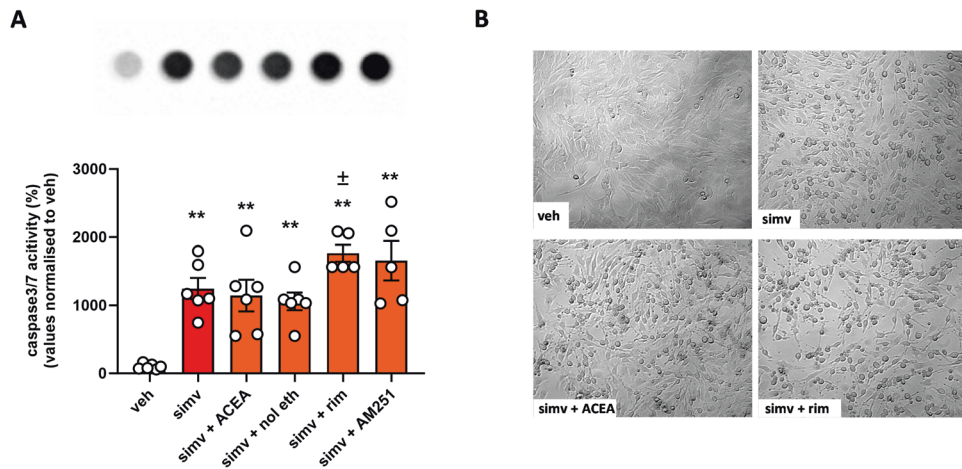 A
B
caspase3/7 acitivity (%)
(values normalised to veh)
3000
2000
1000
0
**
**
**
±
**
**
veh
simv
simv + ACEA
simv + nol eth
simv + rim
simv + AM251
veh
simv
simv + ACEA
simv + rim